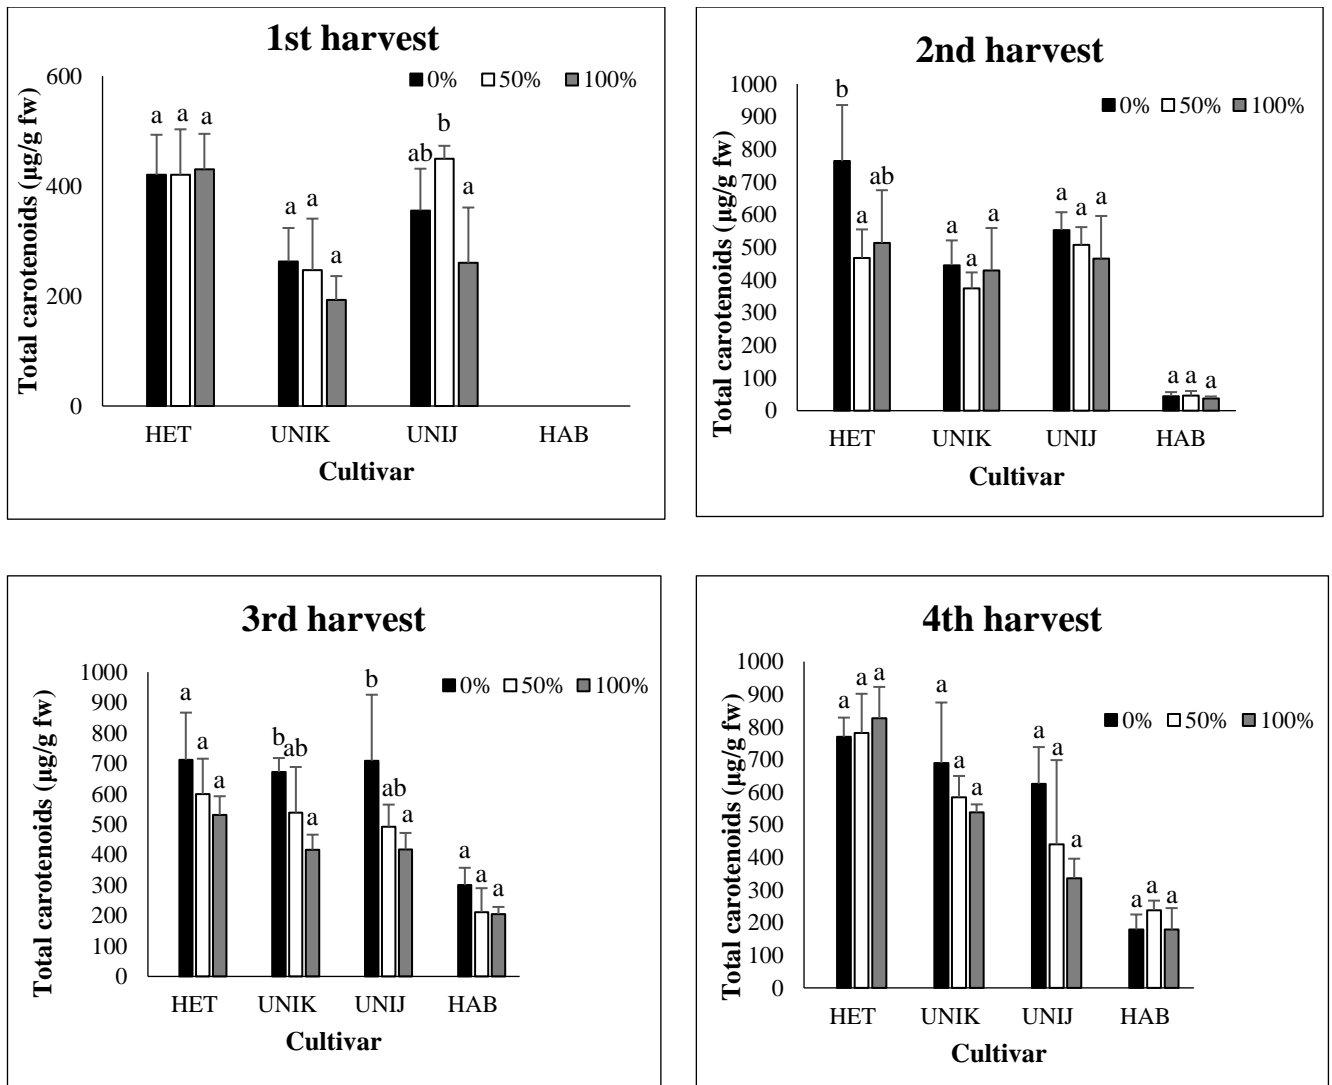 1st harvest
0% 50% 100%
Total carotenoids (µg/g fw)
600
400
200
0
a a a
a a a
ab b a
HET UNIK UNIJ HAB
Cultivar
2nd harvest
0% 50% 100%
Total carotenoids (µg/g fw)
1000
900
800
700
600
500
400
300
200
100
0
b a ab
a a a
a a a
a a a
HET UNIK UNIJ HAB
Cultivar
3rd harvest
0% 50% 100%
Total carotenoids (µg/g fw)
1000
900
800
700
600
500
400
300
200
100
0
a a a
b ab a
b ab a
a a a
HET UNIK UNIJ HAB
Cultivar
4th harvest
0% 50% 100%
Total carotenoids (µg/g fw)
1000
900
800
700
600
500
400
300
200
100
0
a a a
a a a
a a a
a a a
HET UNIK UNIJ HAB
Cultivar